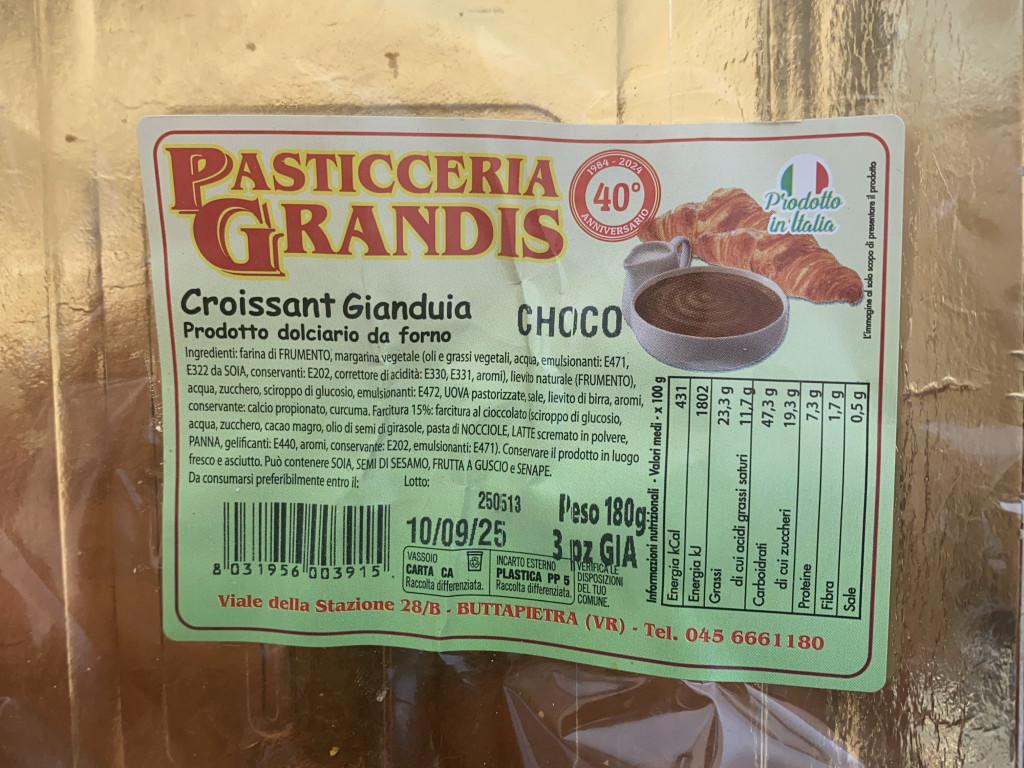 PASTICCERIA
GRANDIS
1984 - 2024
40°
ANNIVERSARIO
Prodotto
in Italia
L'immagine al solo scopo di presentare il prodotto
Croissant Gianduia
CHOCO
Prodotto dolciario da forno
Ingredienti: farina di FRUMENTO, margarina vegetale (oli e grassi vegetali, acqua, emulsionanti: E471,
E322 da SOIA, conservanti: E202, correttore di acidità: E330, E331, aromi), lievito naturale (FRUMENTO),
acqua, zucchero, sciroppo di glucosio, emulsionanti: E472, UOVA pastorizzate, sale, lievito di birra, aromi,
conservante: calcio propionato, curcuma. Farcitura 15%: farcitura al cioccolato (sciroppo di glucosio,
acqua, zucchero, cacao magro, olio di semi di girasole, pasta di NOCCIOLE, LATTE scremato in polvere,
PANNA, gelificanti: E440, aromi, conservante: E202, emulsionanti: E471). Conservare il prodotto in luogo
fresco e asciutto. Può contenere SOIA, SEMI DI SESAMO, FRUTTA A GUSCIO e SENAPE.
Da consumarsi preferibilmente entro il:
Lotto:
250513
10/09/25
Peso 180g
3 pz GIA
8 031956 003915
VASSOIO
CARTA CA
Raccolta differenziata.
INCARTO ESTERNO
PLASTICA PP 5
Raccolta differenziata.
VERIFICA LE
DISPOSIZIONI
DEL TUO
COMUNE.
Informazioni nutrizionali - Valori medi - x 100 g
Energia kCal 431
Energia kJ 1802
Grassi 23,3 g
di cui acidi grassi saturi 11,7 g
Carboidrati 47,3 g
di cui zuccheri 19,3 g
Proteine 7,3 g
Fibra 1,7 g
Sale 0,5 g
Viale della Stazione 28/B - BUTTAPIETRA (VR) - Tel. 045 6661180